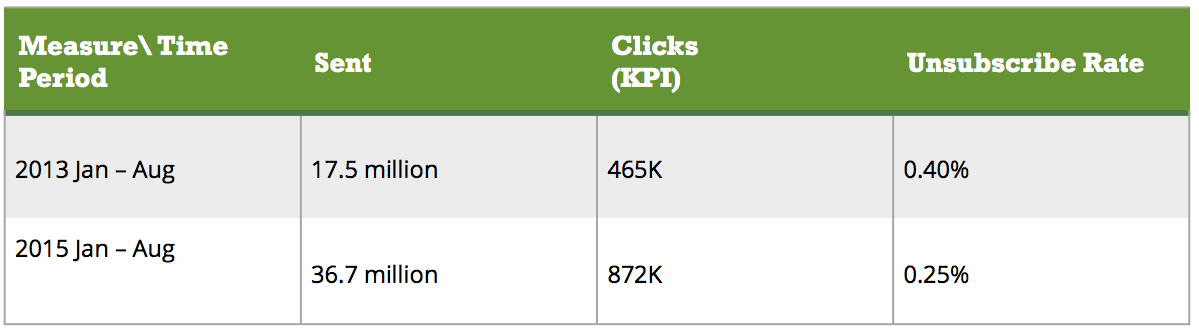 Measure\ Time Period
Sent
Clicks (KPI)
Unsubscribe Rate
2013 Jan – Aug
17.5 million
465K
0.40%
2015 Jan – Aug
36.7 million
872K
0.25%